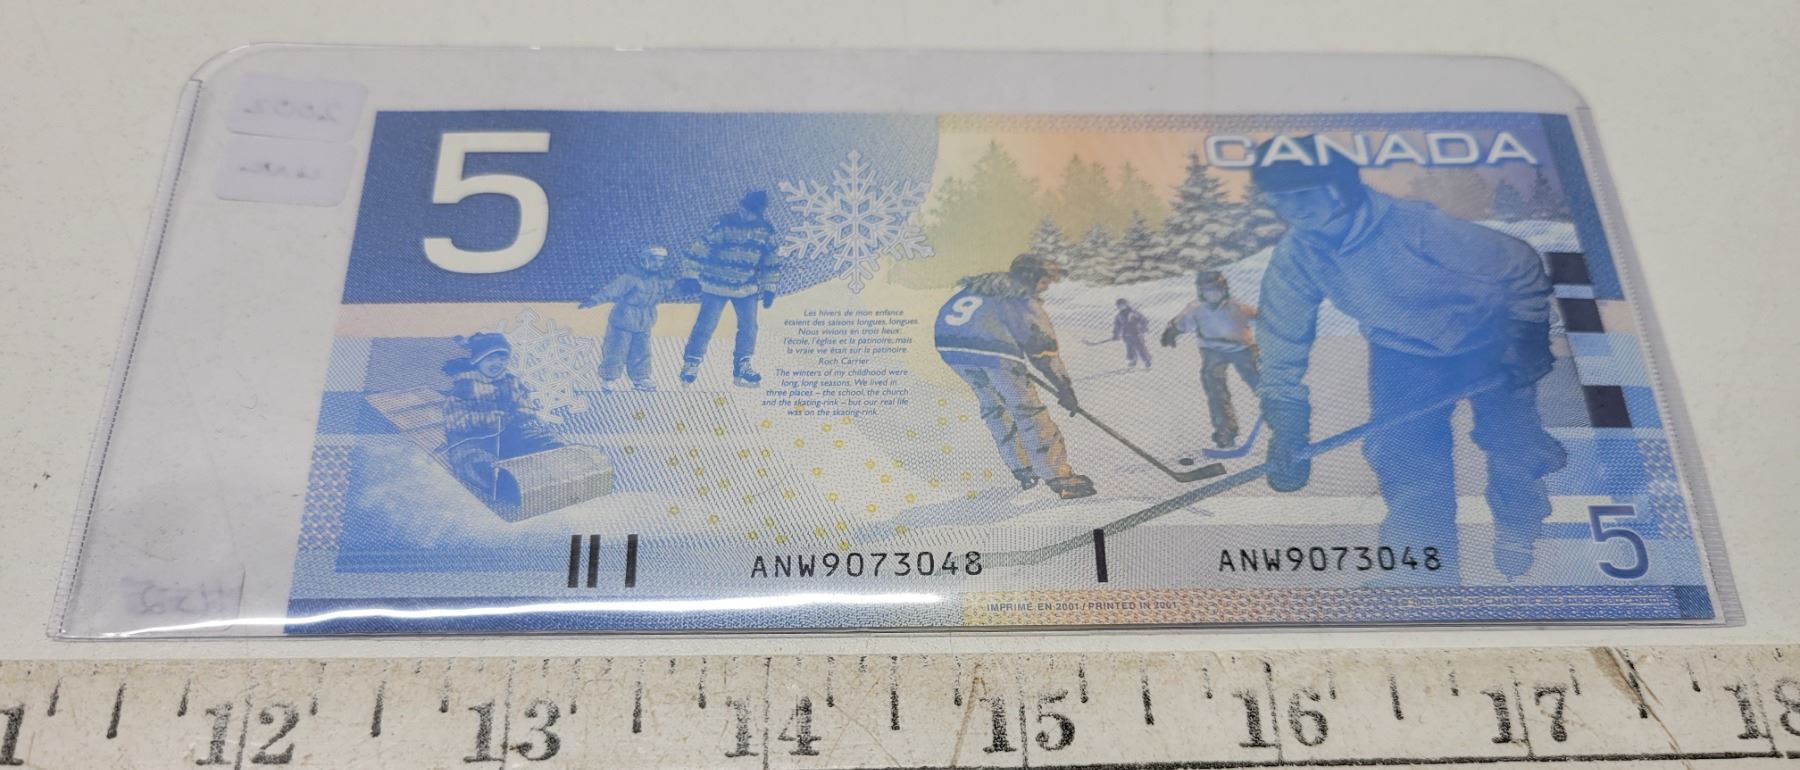 5
CANADA
9
Les hivers de mon enfance
étaient des saisons longues, longues.
Nous vivions en trois lieux:
l'école, l'église et la patinoire; mais
la vraie vie était sur la patinoire.
Roch Carrier
The winters of my childhood were
long, long seasons. We lived in
three places – the school, the church
and the skating-rink – but our real life
was on the skating-rink.
ANW9073048
ANW9073048
5
IMPRIMÉ EN 2001 / PRINTED IN 2001
12 13 14 15 16 17 18